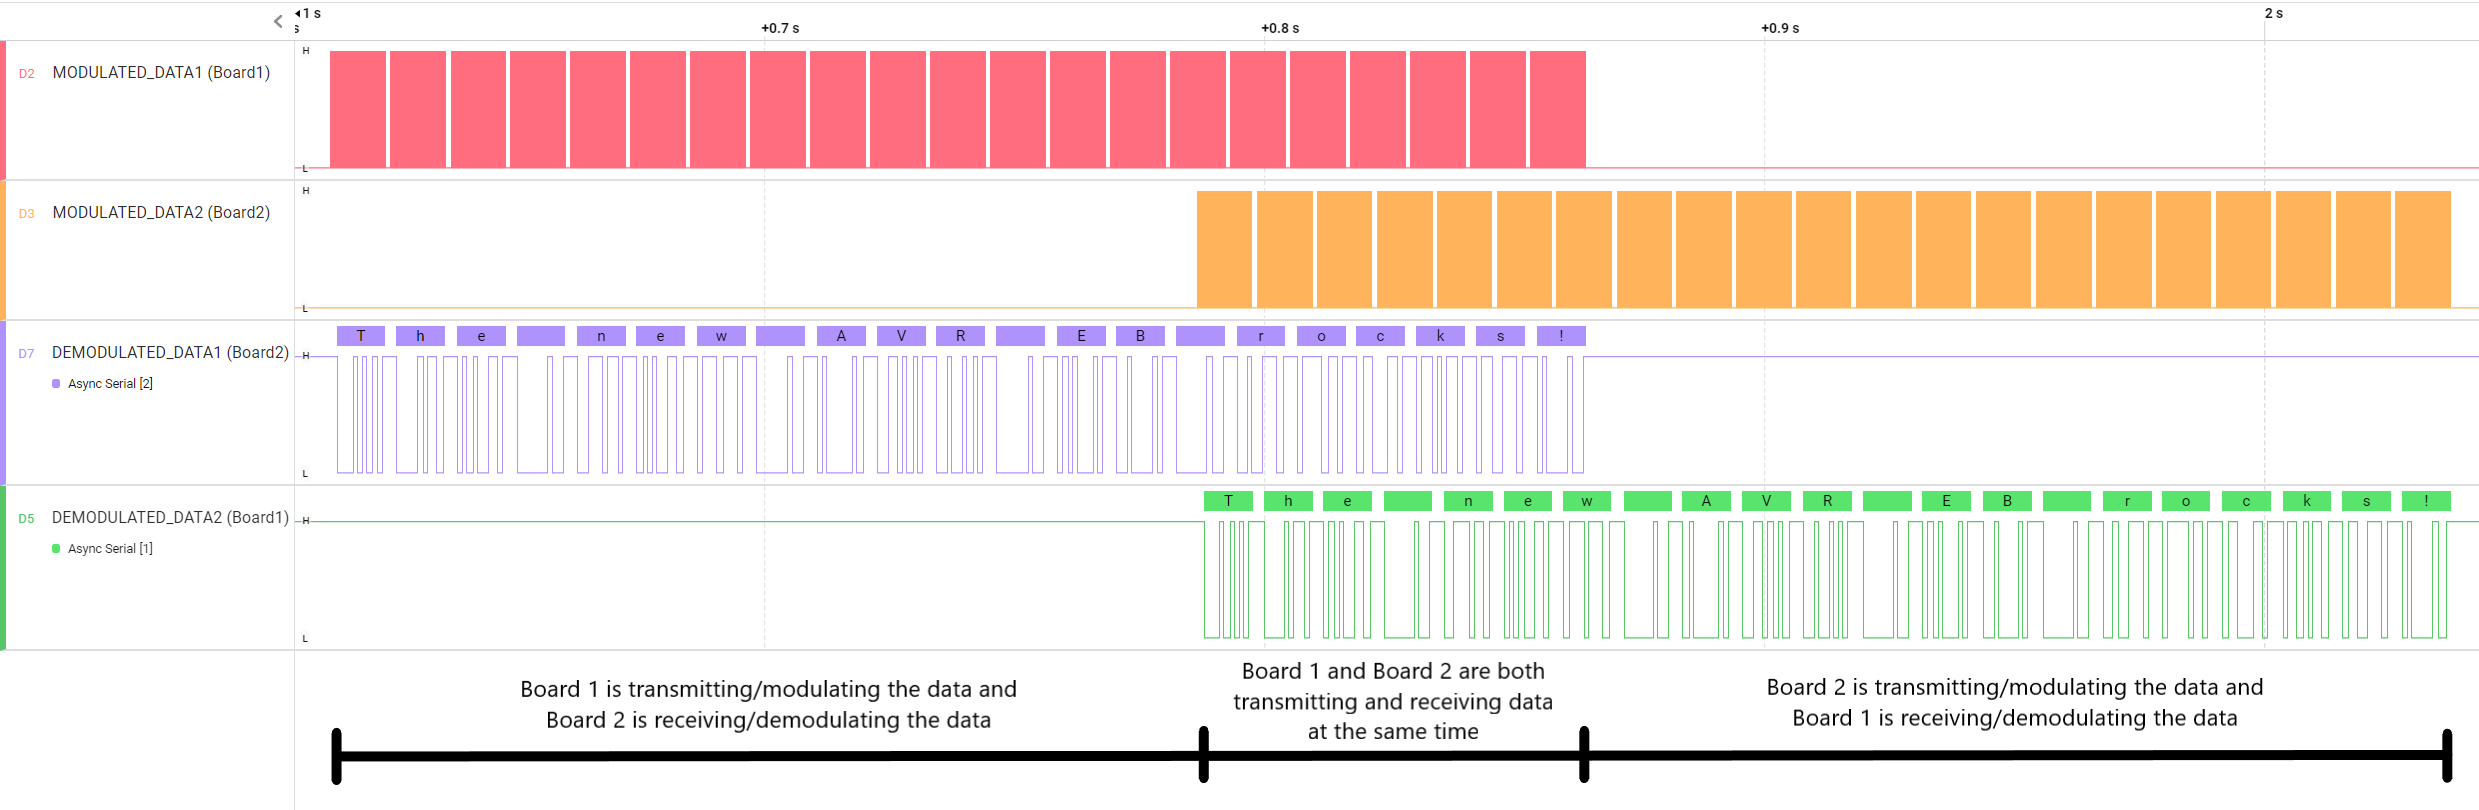 1 s
s
+0.7 s
+0.8 s
+0.9 s
2 s
D2 MODULATED_DATA1 (Board1)
H
L
D3 MODULATED_DATA2 (Board2)
H
L
D7 DEMODULATED_DATA1 (Board2)
Async Serial [2]
H
L
T h e n e w A V R E B r o c k s !
D5 DEMODULATED_DATA2 (Board1)
Async Serial [1]
H
L
T h e n e w A V R E B r o c k s !
Board 1 is transmitting/modulating the data and
Board 2 is receiving/demodulating the data
Board 1 and Board 2 are both
transmitting and receiving data
at the same time
Board 2 is transmitting/modulating the data and
Board 1 is receiving/demodulating the data